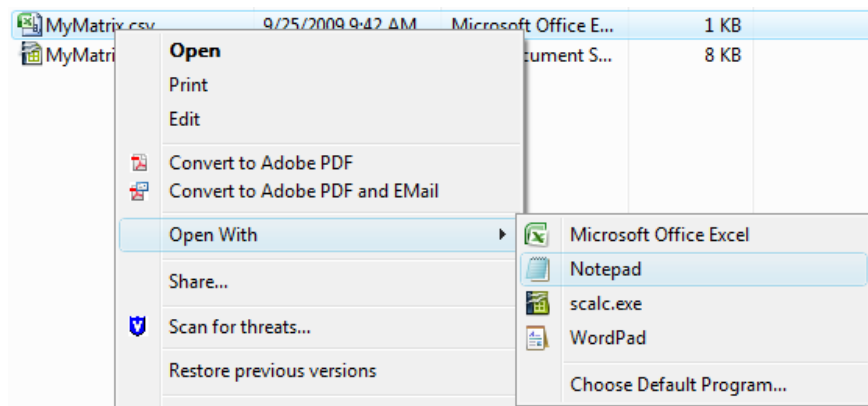 MyMatrix.csv 9/25/2009 9:42 AM Microsoft Office E... 1 KB
MyMatri 8 KB
Open
Print
Edit
Convert to Adobe PDF
Convert to Adobe PDF and EMail
Open With
Microsoft Office Excel
Notepad
Share...
scalc.exe
Scan for threats...
WordPad
Restore previous versions
Choose Default Program...